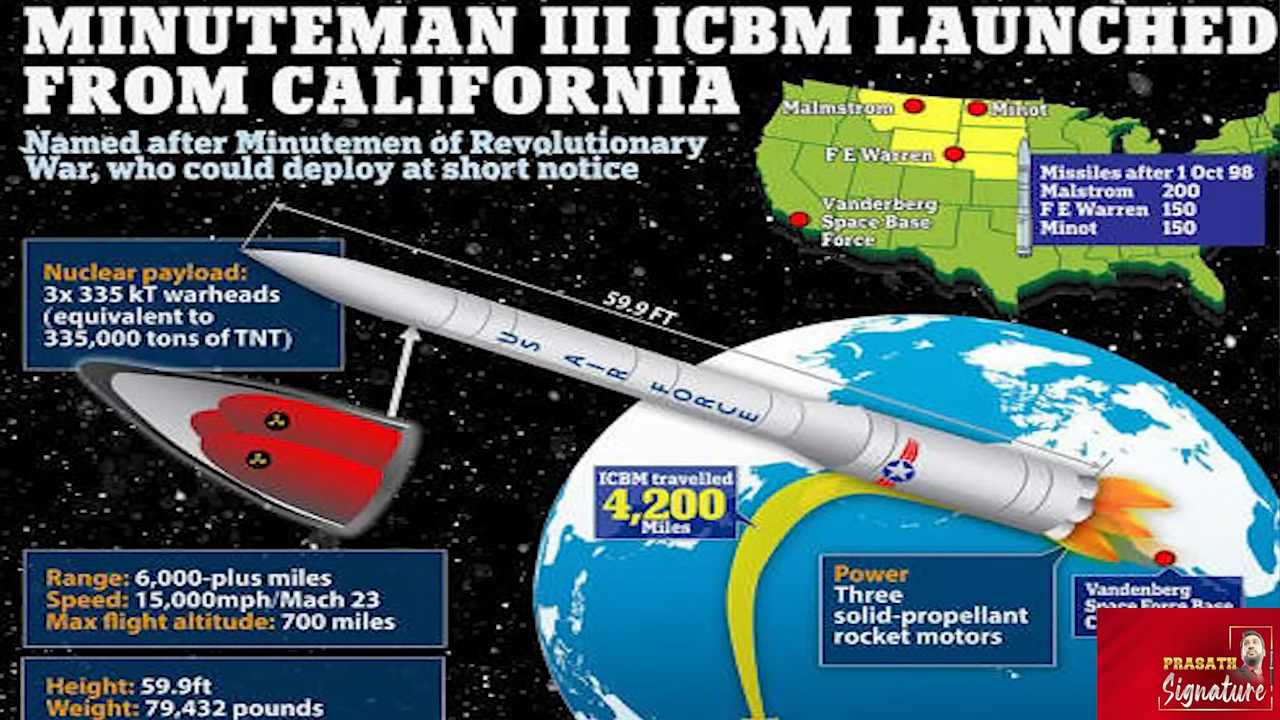 MINUTEMAN III ICBM LAUNCHED
FROM CALIFORNIA
Named after Minutemen of Revolutionary
War, who could deploy at short notice
Malmstrom
Minot
F E Warren
Vanderberg
Space Base
Force
Missiles after 1 Oct 98
Malstrom 200
F E Warren 150
Minot 150
Nuclear payload:
3x 335 kT warheads
(equivalent to
335,000 tons of TNT)
59.9 FT
US AIR FORCE
ICBM travelled
4,200
Miles
Range: 6,000-plus miles
Speed: 15,000mph/Mach 23
Max flight altitude: 700 miles
Power
Three
solid-propellant
rocket motors
Vandenberg
Space Force Base
Height: 59.9ft
Weight: 79,432 pounds
PRASATH
Signature